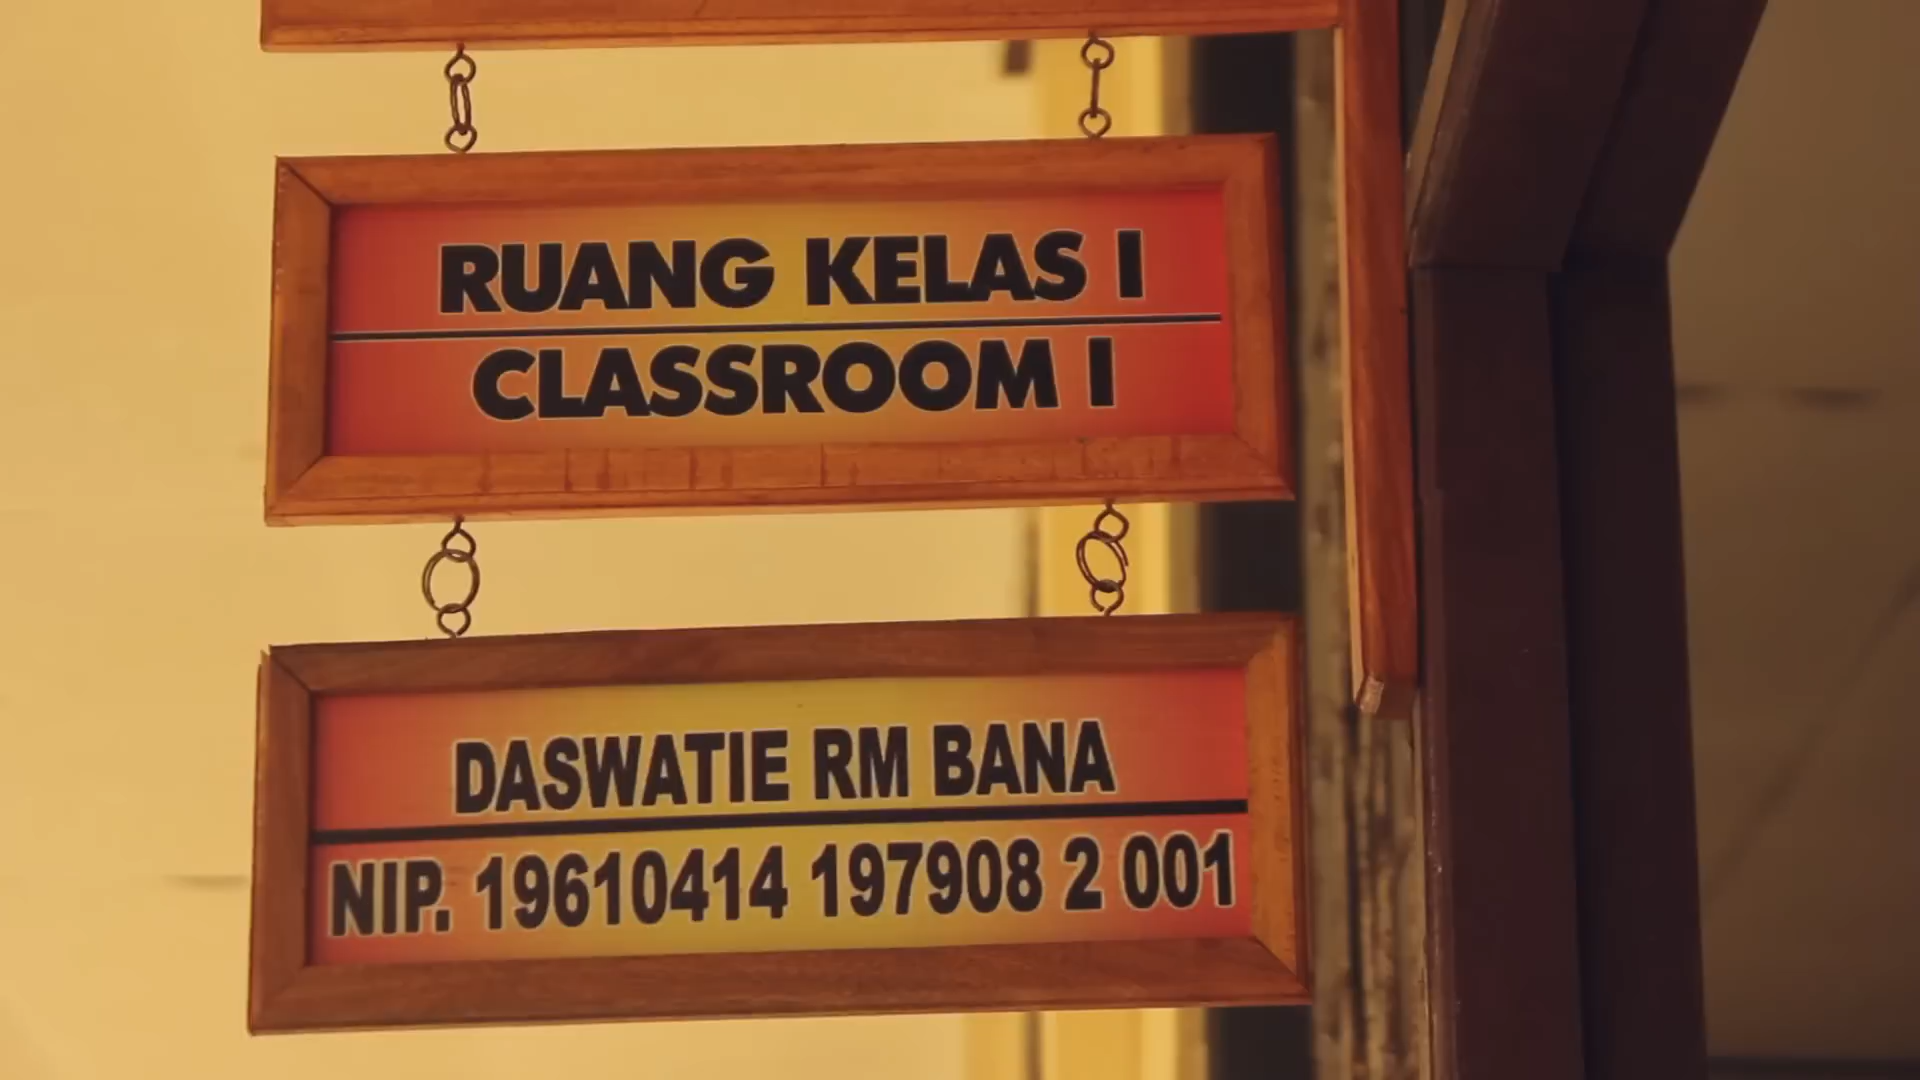 RUANG KELAS I
CLASSROOM I
DASWATIE RM BANA
NIP. 19610414 197908 2 001